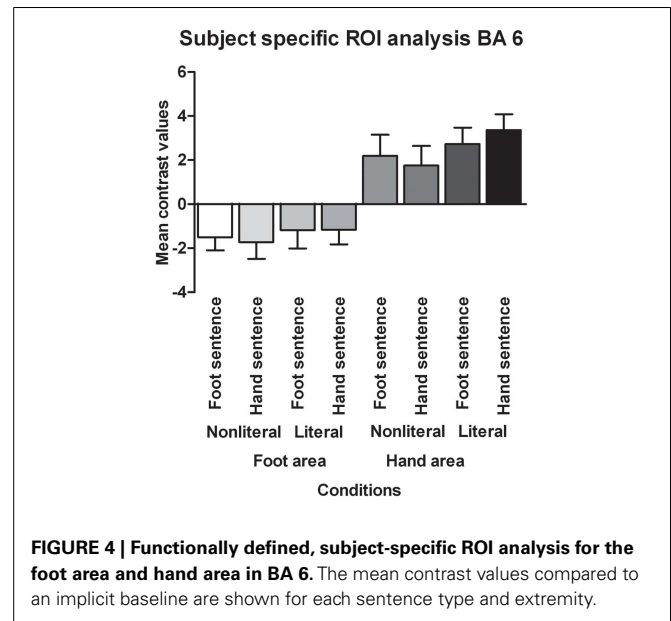 Subject specific ROI analysis BA 6
Mean contrast values
6
4
2
0
-2
-4
Foot sentence
Hand sentence
Foot sentence
Hand sentence
Foot sentence
Hand sentence
Foot sentence
Hand sentence
Nonliteral Literal Nonliteral Literal
Foot area Hand area
Conditions
FIGURE 4 | Functionally defined, subject-specific ROI analysis for the
foot area and hand area in BA 6. The mean contrast values compared to
an implicit baseline are shown for each sentence type and extremity.